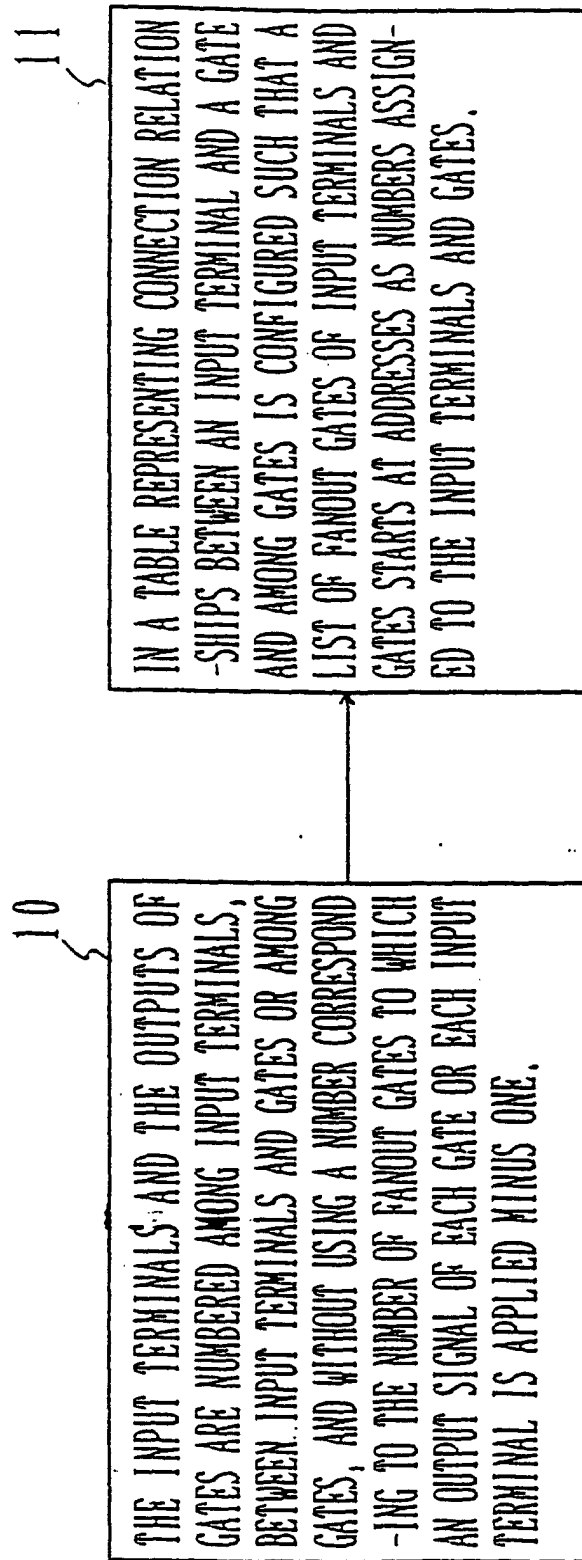 10
THE INPUT TERMINALS AND THE OUTPUTS OF
GATES ARE NUMBERED AMONG INPUT TERMINALS,
BETWEEN INPUT TERMINALS AND GATES OR AMONG
GATES, AND WITHOUT USING A NUMBER CORRESPOND
-ING TO THE NUMBER OF FANOUT GATES TO WHICH
AN OUTPUT SIGNAL OF EACH GATE OR EACH INPUT
TERMINAL IS APPLIED MINUS ONE.
11
IN A TABLE REPRESENTING CONNECTION RELATION
-SHIPS BETWEEN AN INPUT TERMINAL AND A GATE
AND AMONG GATES IS CONFIGURED SUCH THAT A
LIST OF FANOUT GATES OF INPUT TERMINALS AND
GATES STARTS AT ADDRESSES AS NUMBERS ASSIGN-
ED TO THE INPUT TERMINALS AND GATES.